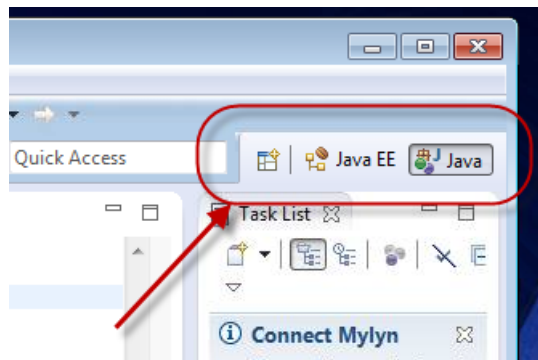 Quick Access
Java EE
Java
Task List
Connect Mylyn